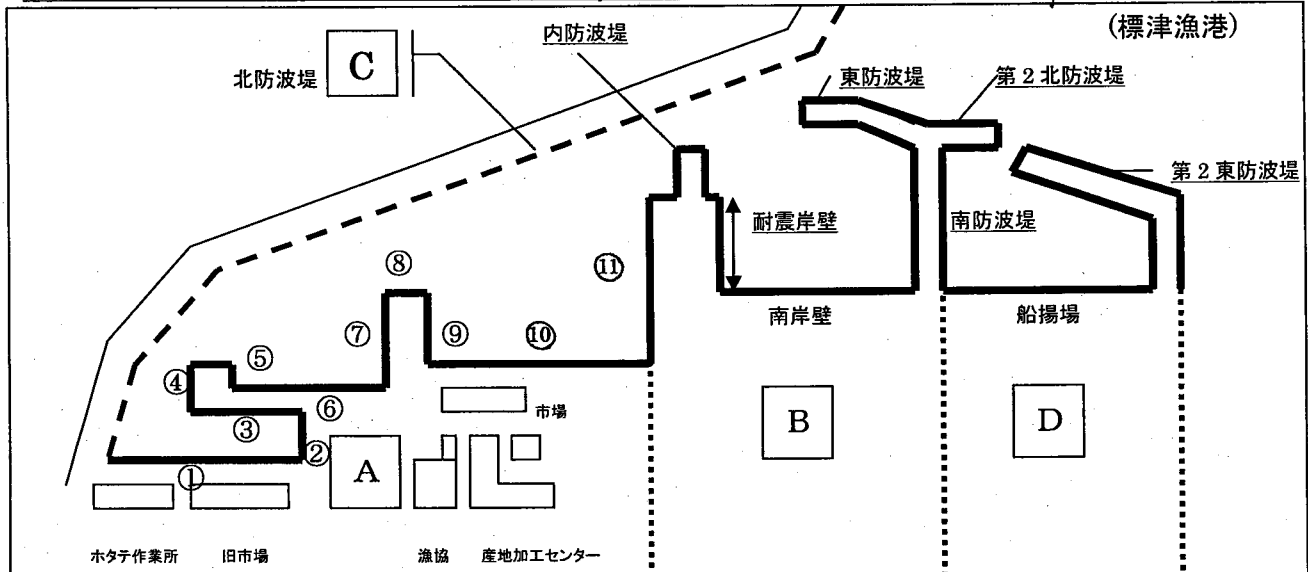 (標津漁港)
内防波堤
北防波堤
C
東防波堤
第2北防波堤
第2東防波堤
耐震岸壁
南防波堤
⑧
⑪
南岸壁
船揚場
⑦
⑨
⑩
⑤
④
⑥
③
市場
B
D
②
A
①
ホタテ作業所
旧市場
漁協
産地加工センター